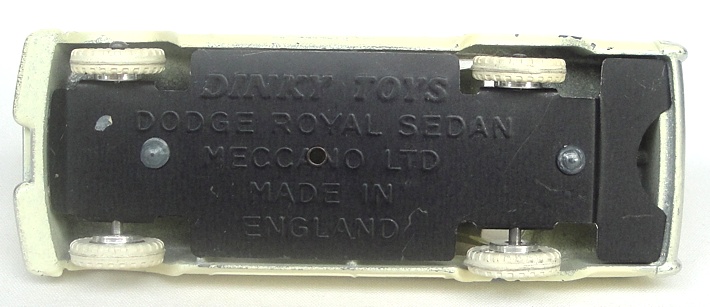 DINKY TOYS
DODGE ROYAL SEDAN
MECCANO LTD
MADE IN
ENGLAND